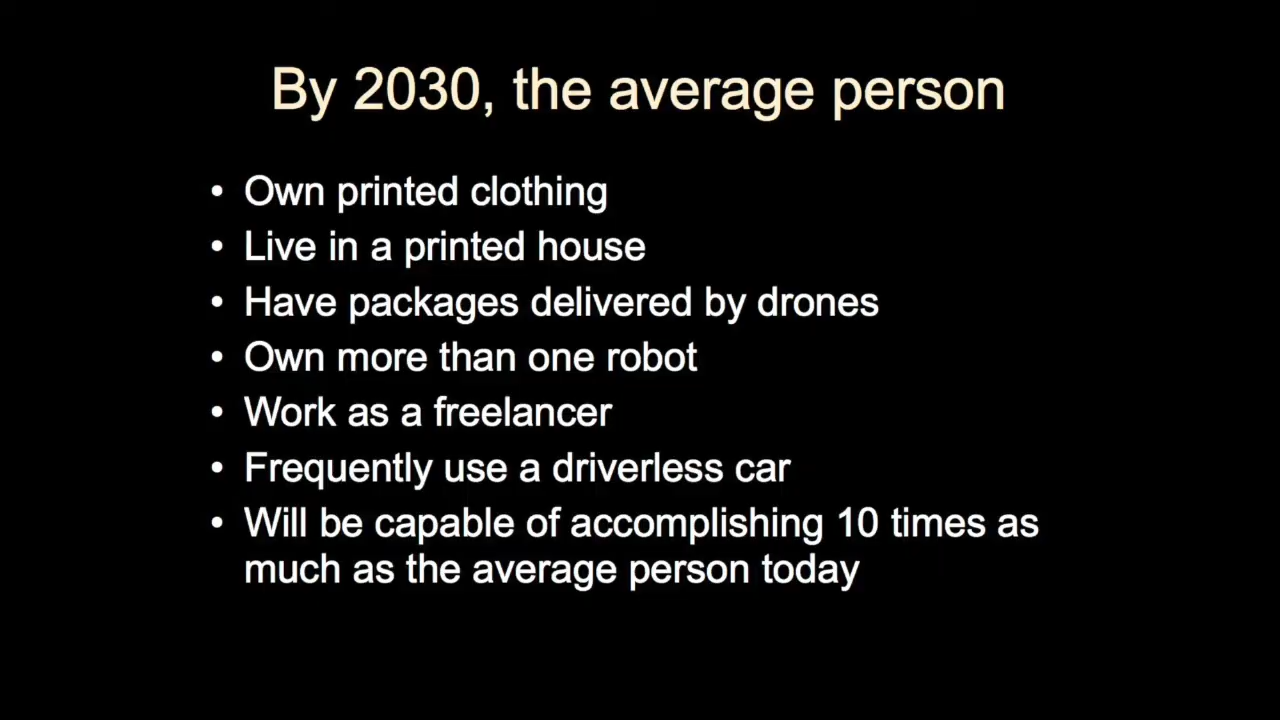 By 2030, the average person
• Own printed clothing
• Live in a printed house
• Have packages delivered by drones
• Own more than one robot
• Work as a freelancer
• Frequently use a driverless car
• Will be capable of accomplishing 10 times as
much as the average person today